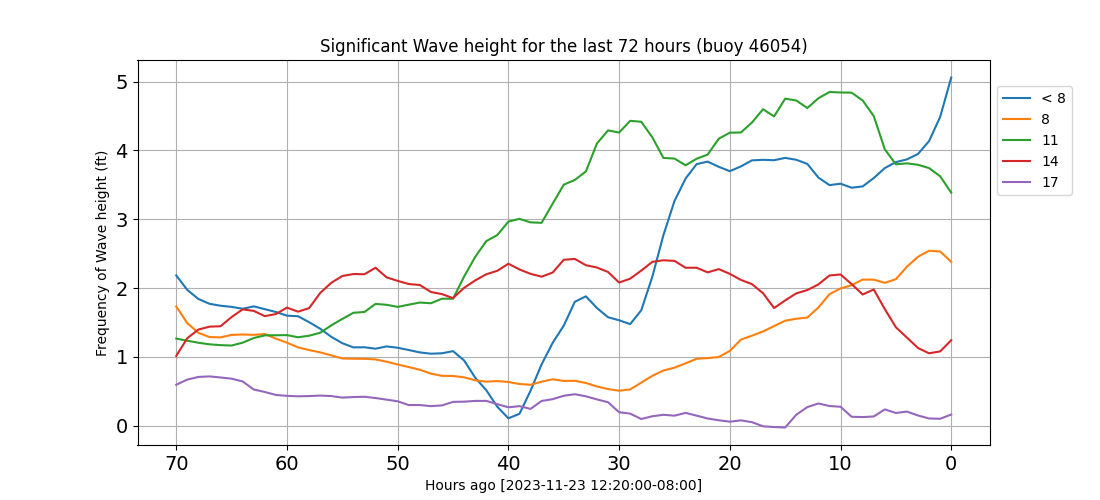 Significant Wave height for the last 72 hours (buoy 46054)
Frequency of Wave height (ft)
5
4
3
2
1
0
70 60 50 40 30 20 10 0
Hours ago [2023-11-23 12:20:00-08:00]
< 8
8
11
14
17